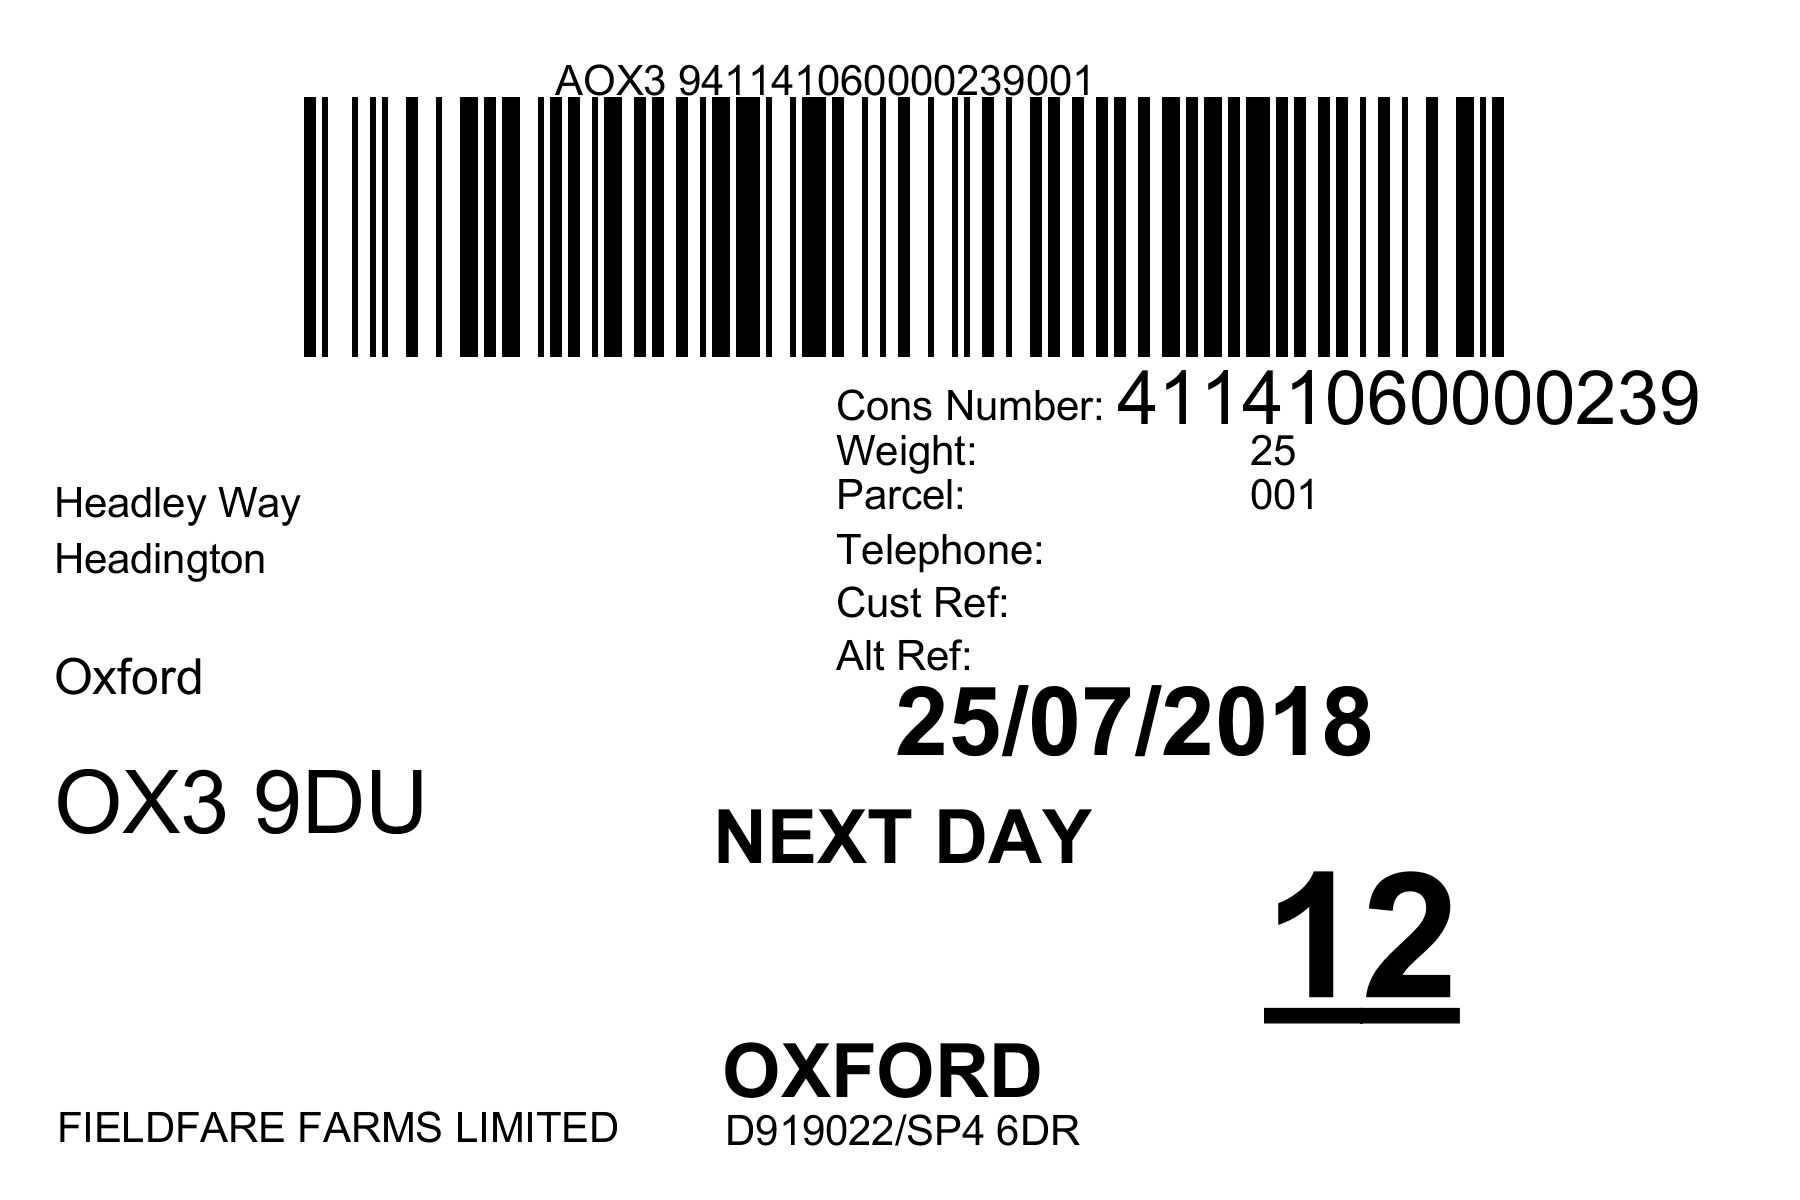 AOX3 941141060000239001
Cons Number: 41141060000239
Weight: 25
Parcel: 001
Telephone:
Cust Ref:
Alt Ref:
Headley Way
Headington
Oxford
OX3 9DU
25/07/2018
NEXT DAY
12
OXFORD
FIELDFARE FARMS LIMITED
D919022/SP4 6DR